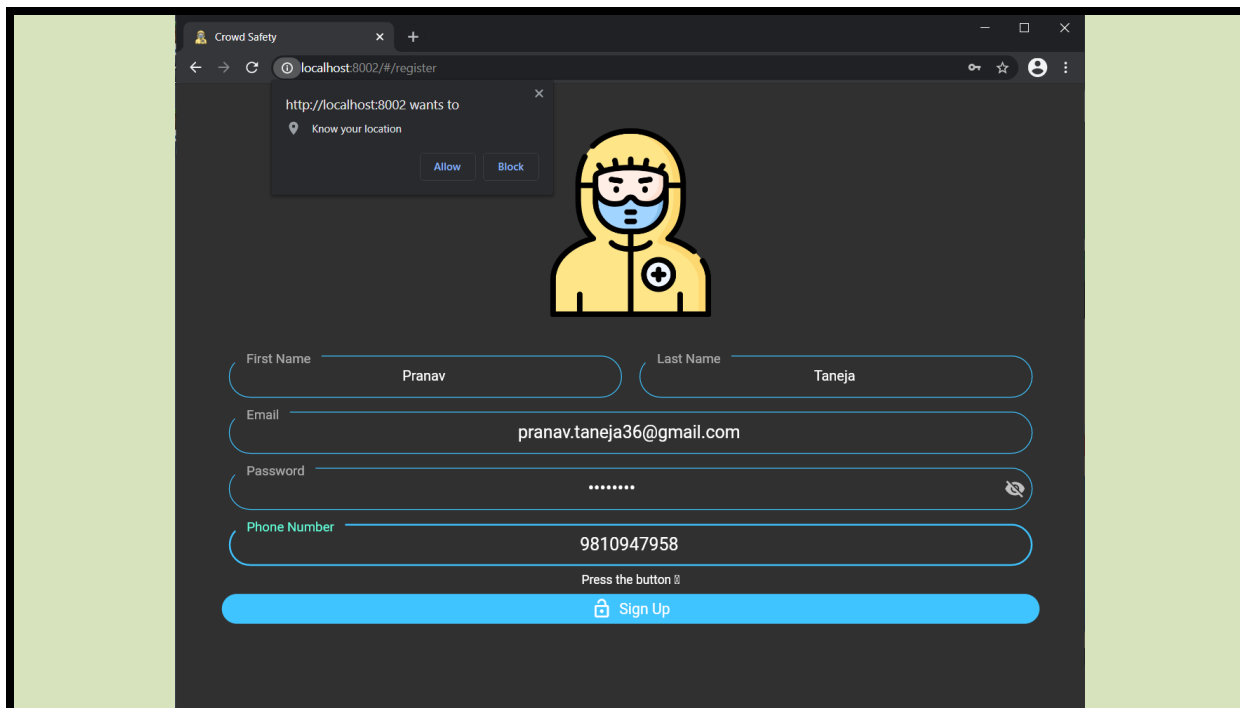 Crowd Safety
localhost:8002/#/register
http://localhost:8002 wants to
Know your location
Allow Block
First Name Last Name
Pranav Taneja
Email
pranav.taneja36@gmail.com
Password
••••••••
Phone Number
9810947958
Press the button
Sign Up